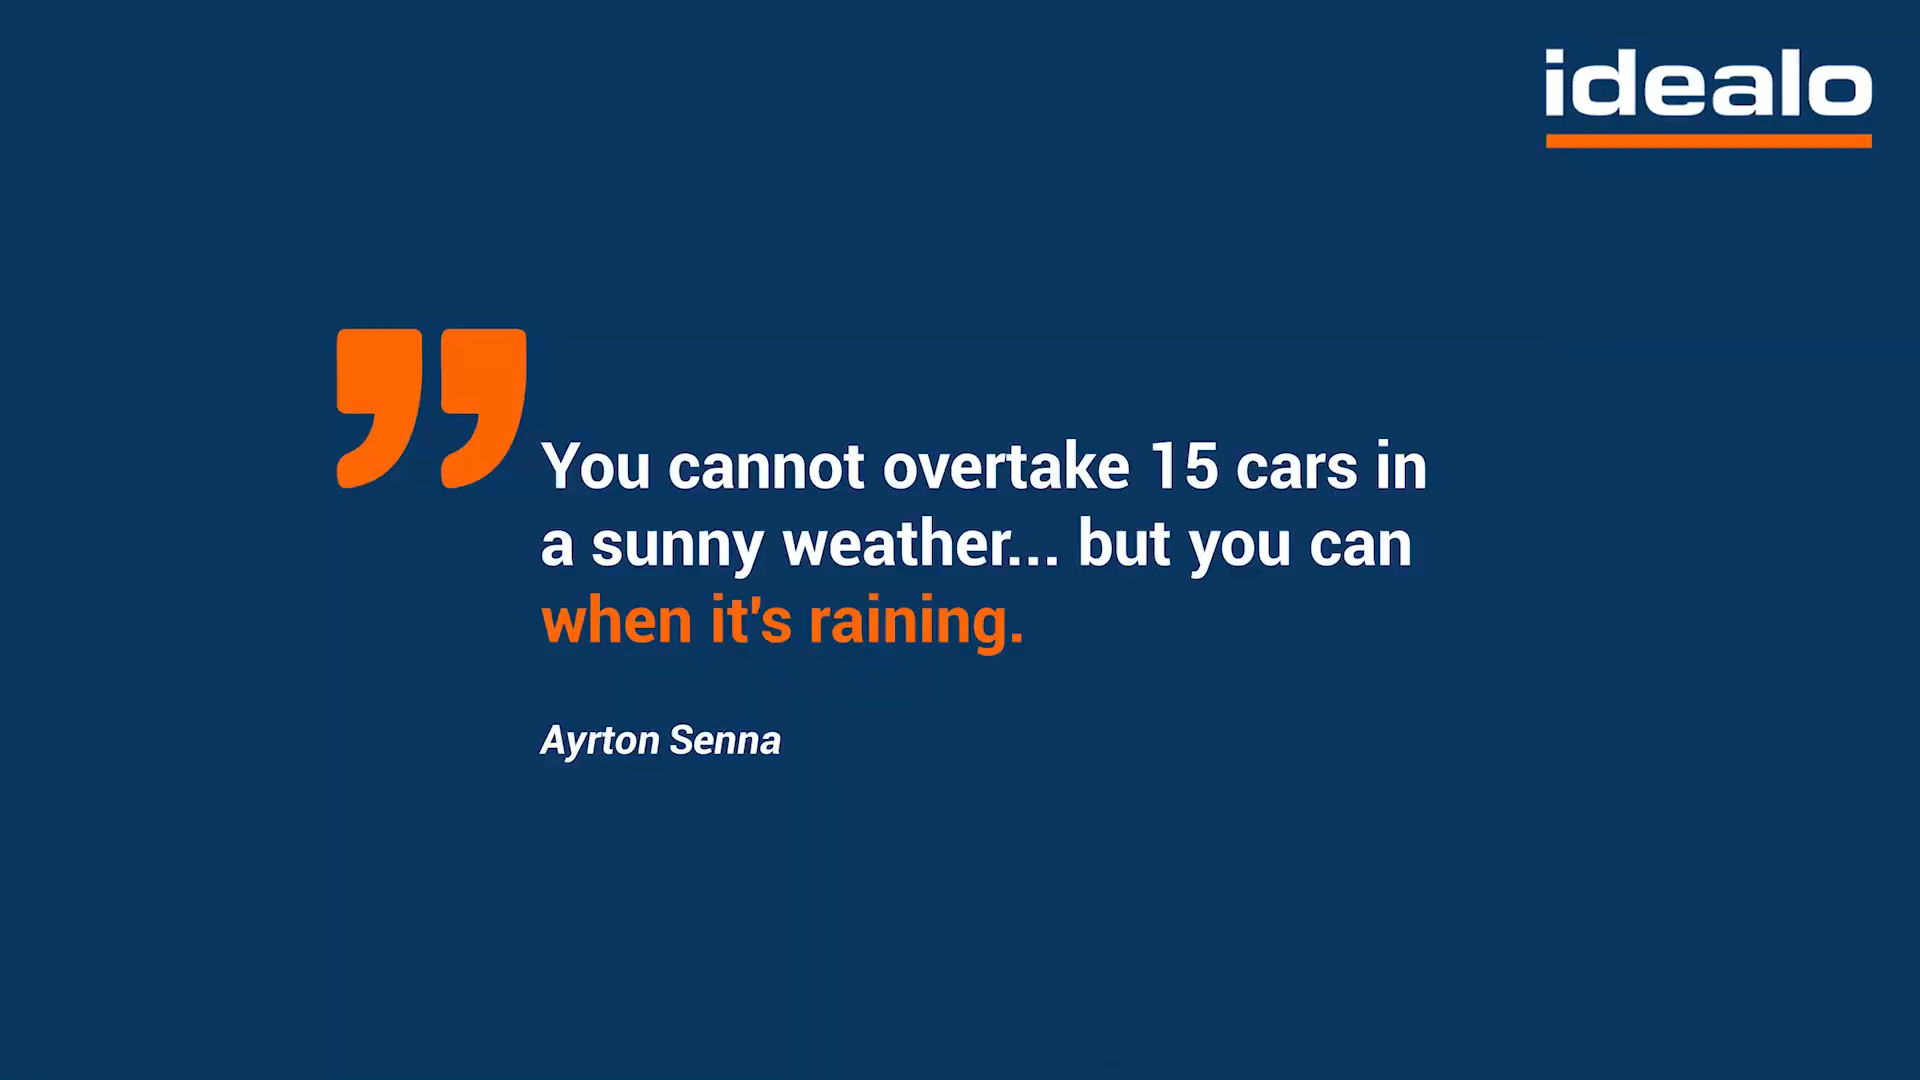 idealo
You cannot overtake 15 cars in
a sunny weather... but you can
when it's raining.
Ayrton Senna